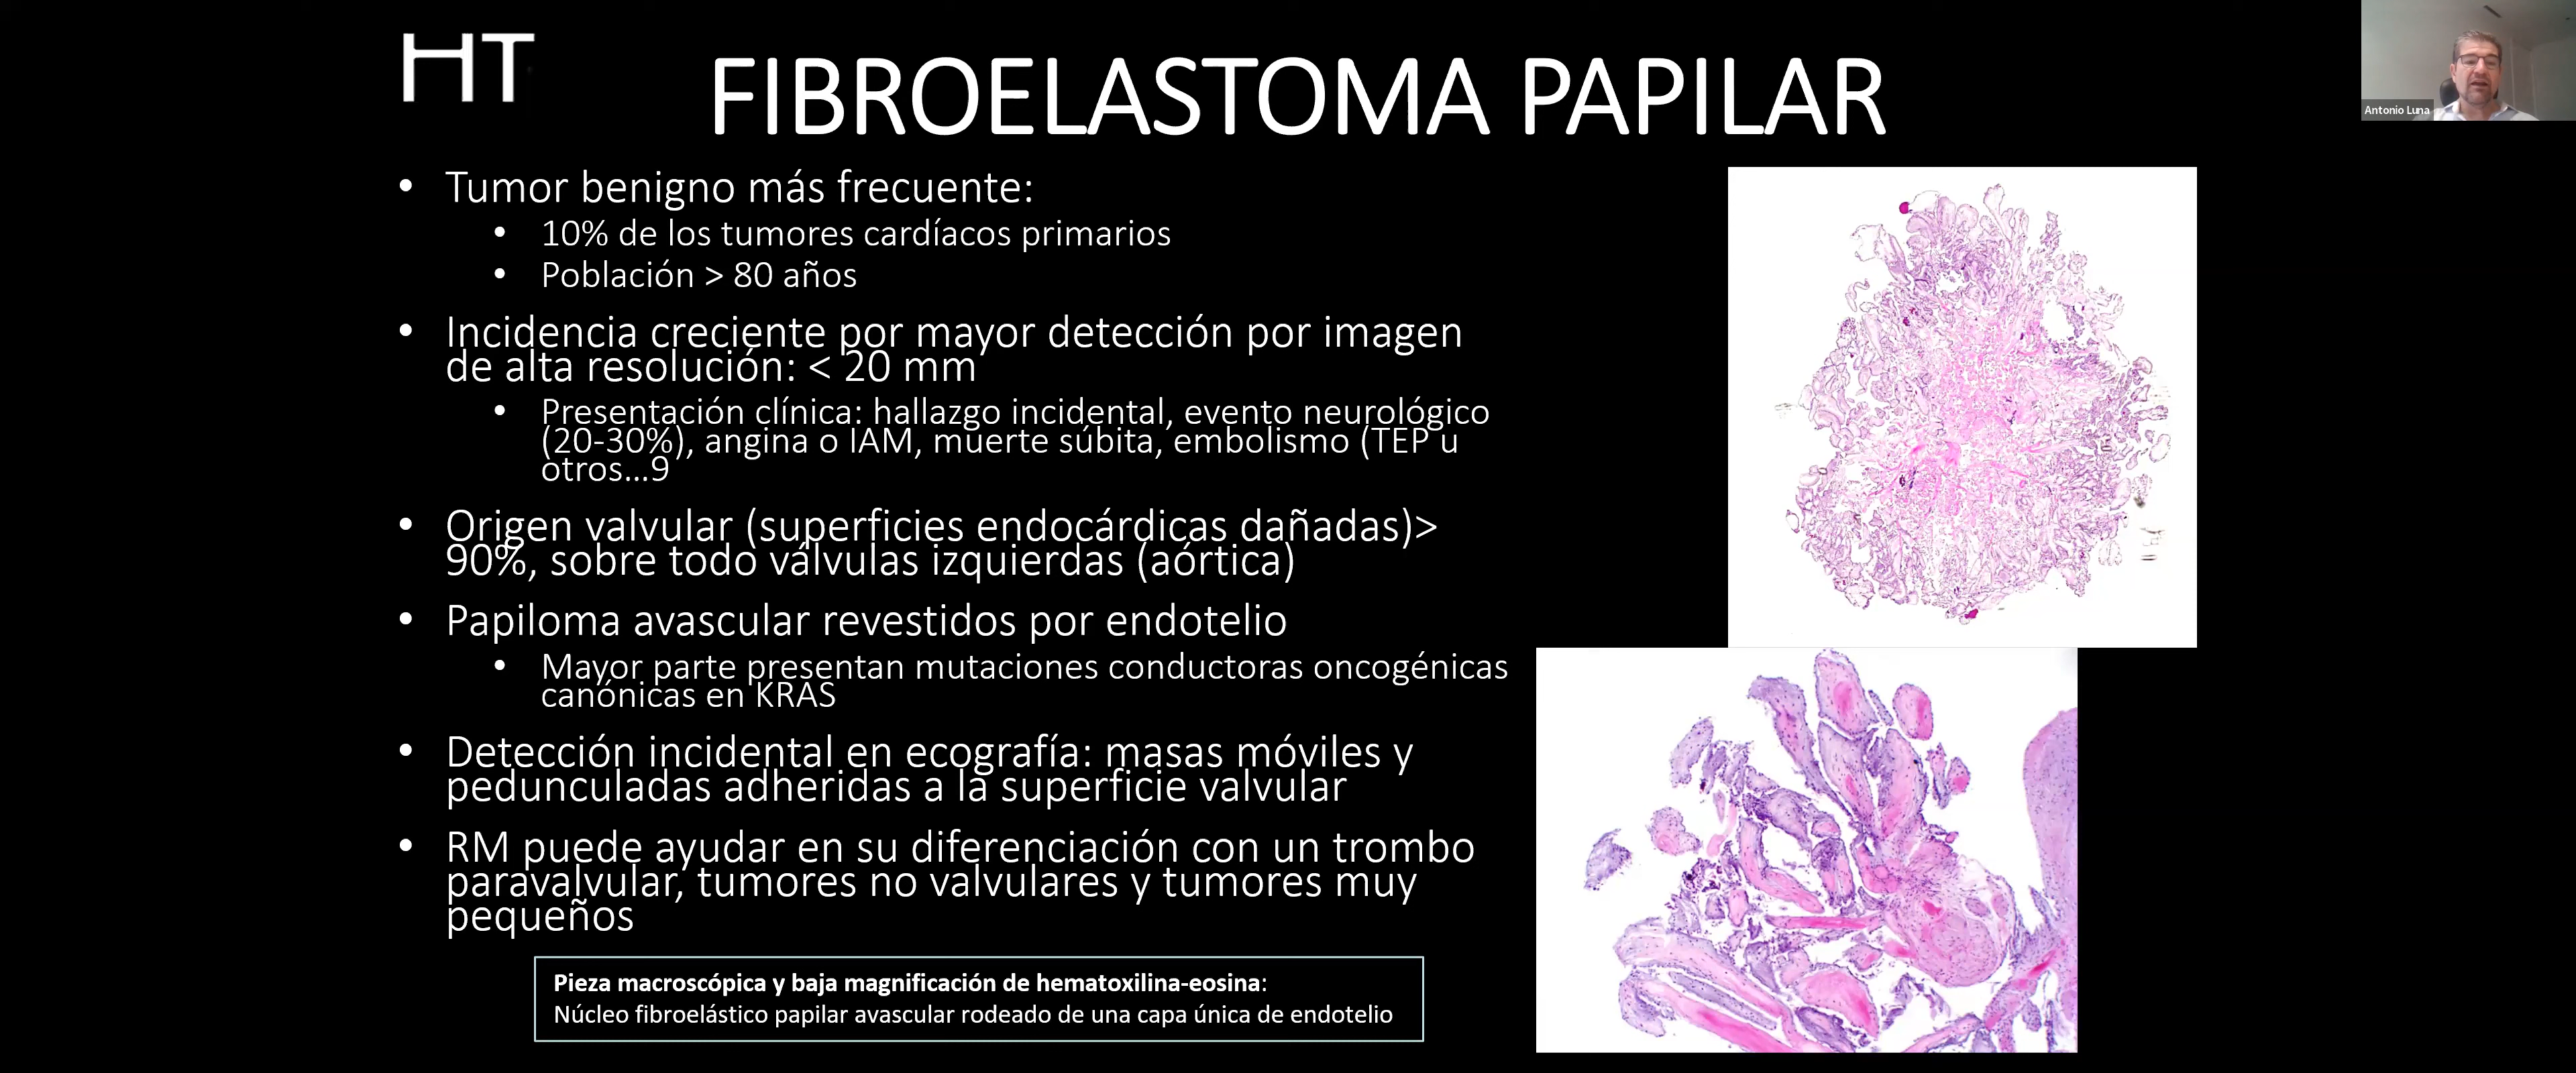 HT
FIBROELASTOMA PAPILAR
Antonio Luna
• Tumor benigno más frecuente:
• 10% de los tumores cardíacos primarios
• Población > 80 años
• Incidencia creciente por mayor detección por imagen
de alta resolución: < 20 mm
• Presentación clínica: hallazgo incidental, evento neurológico
(20-30%), angina o IAM, muerte súbita, embolismo (TEP u
otros...9
• Origen valvular (superficies endocárdicas dañadas)>
90%, sobre todo válvulas izquierdas (aórtica)
• Papiloma avascular revestidos por endotelio
• Mayor parte presentan mutaciones conductoras oncogénicas
canónicas en KRAS
• Detección incidental en ecografía: masas móviles y
pedunculadas adheridas a la superficie valvular
• RM puede ayudar en su diferenciación con un trombo
paravalvular, tumores no valvulares y tumores muy
pequeños
Pieza macroscópica y baja magnificación de hematoxilina-eosina:
Núcleo fibroelástico papilar avascular rodeado de una capa única de endotelio